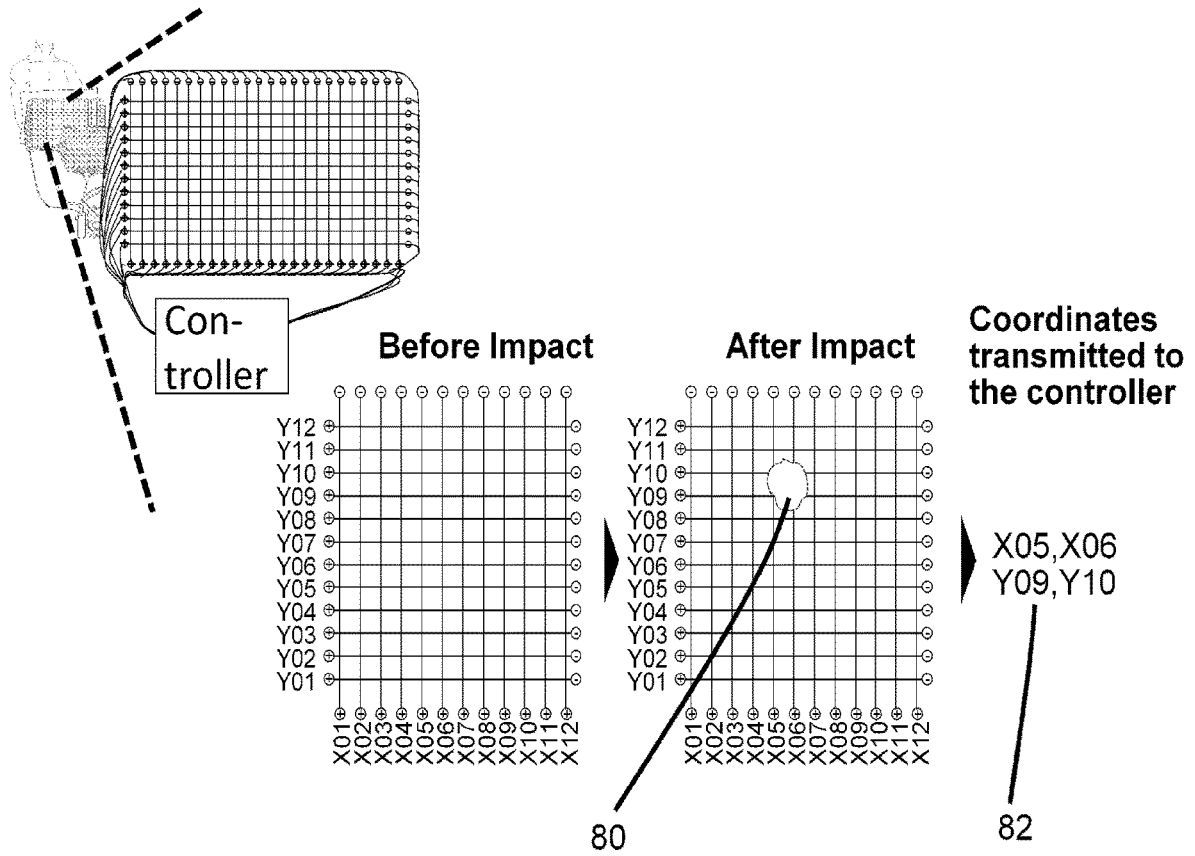 Con-
troller
Before Impact
After Impact
Coordinates
transmitted to
the controller
Y12
Y11
Y10
Y09
Y08
Y07
Y06
Y05
Y04
Y03
Y02
Y01
X01
X02
X03
X04
X05
X06
X07
X08
X09
X10
X11
X12
Y12
Y11
Y10
Y09
Y08
Y07
Y06
Y05
Y04
Y03
Y02
Y01
X01
X02
X03
X04
X05
X06
X07
X08
X09
X10
X11
X12
X05,X06
Y09,Y10
80
82